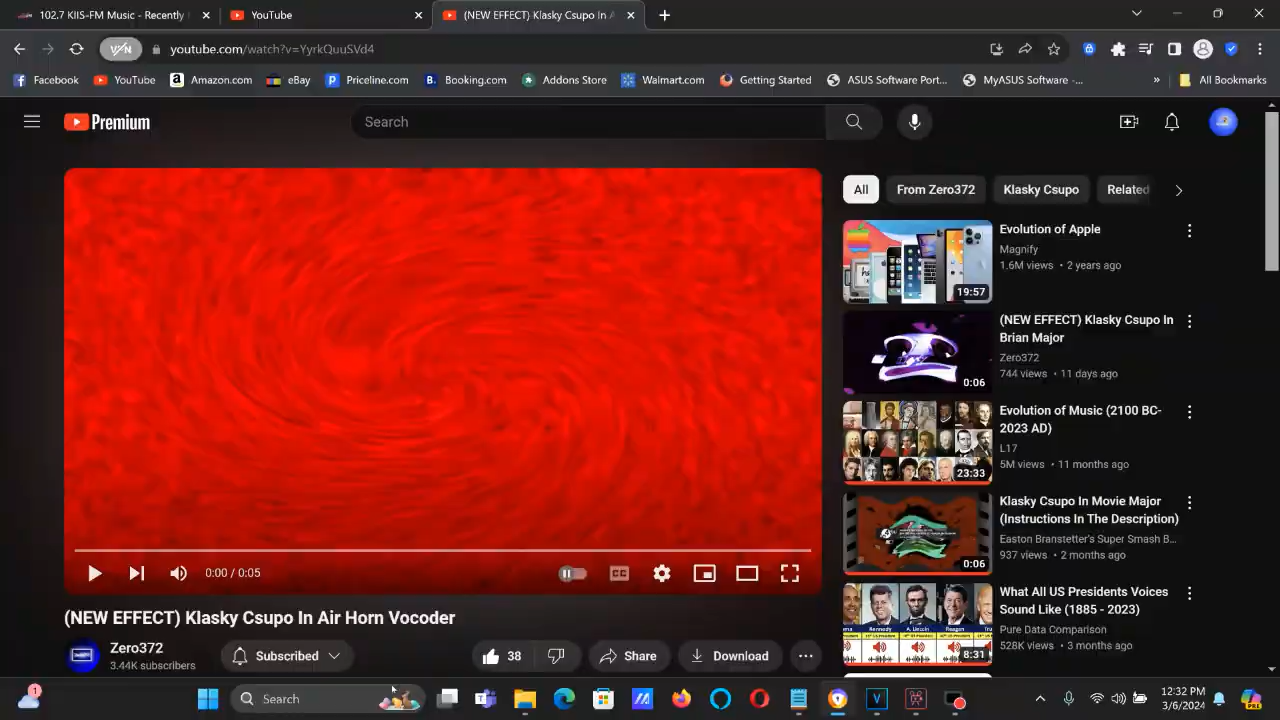 102.7 KIIS-FM Music - Recently
YouTube
(NEW EFFECT) Klasky Csupo In A
VPN
youtube.com/watch?v=YyrkQuuSVd4
Facebook
YouTube
Amazon.com
eBay
Priceline.com
Booking.com
Addons Store
Walmart.com
Getting Started
ASUS Software Port...
MyASUS Software -...
»
All Bookmarks
Premium
Search
All
From Zero372
Klasky Csupo
Related
Evolution of Apple
Magnify
1.6M views • 2 years ago
19:57
(NEW EFFECT) Klasky Csupo In
Brian Major
Zero372
744 views • 11 days ago
0:06
Evolution of Music (2100 BC-
2023 AD)
L17
5M views • 11 months ago
23:33
Klasky Csupo In Movie Major
(Instructions In The Description)
Easton Branstetter's Super Smash B...
937 views • 2 months ago
0:06
What All US Presidents Voices
Sound Like (1885 - 2023)
Pure Data Comparison
528K views • 3 months ago
Kennedy
A. Lincoln
Reagan
8:31
0:00 / 0:05
CC
(NEW EFFECT) Klasky Csupo In Air Horn Vocoder
Zero372
3.44K subscribers
Subscribed
38
Share
Download
1
Search
12:32 PM
3/6/2024
PRE